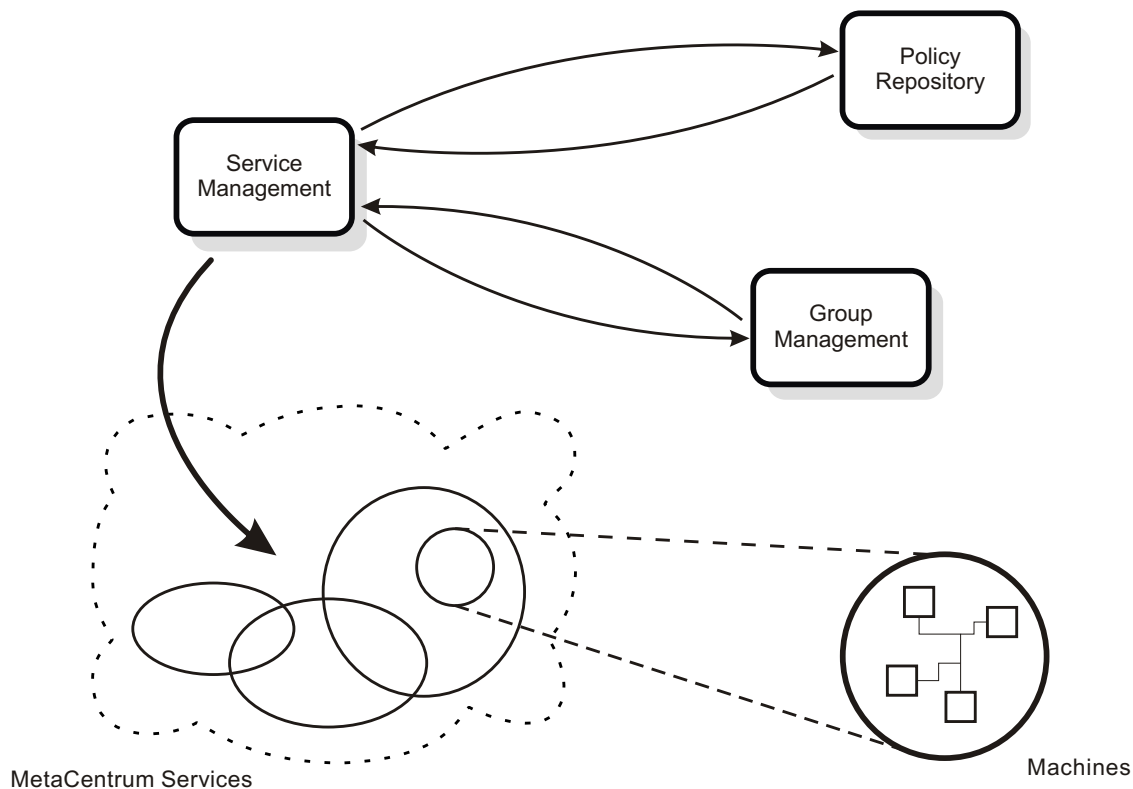 Policy
Repository
Service
Management
Group
Management
MetaCentrum Services
Machines